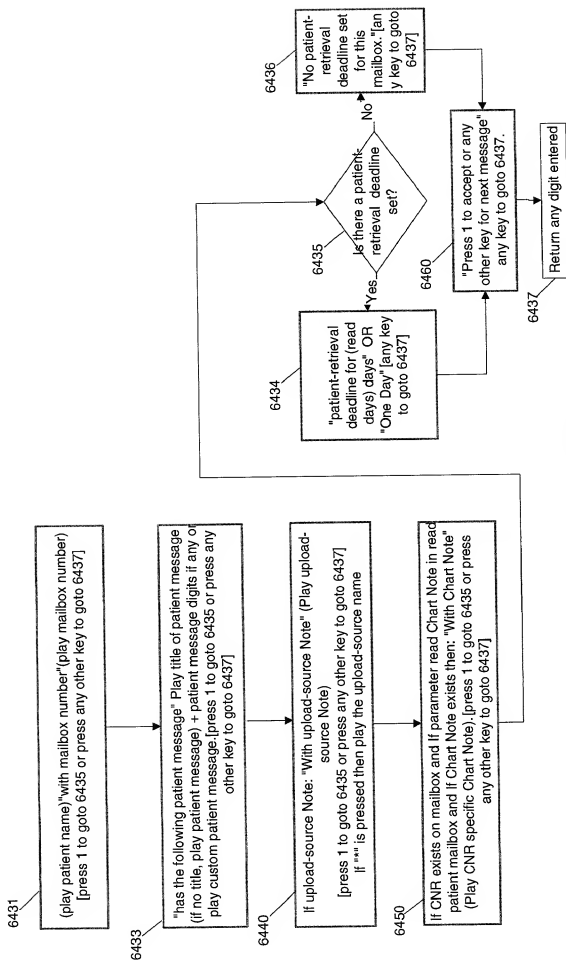 6431
(play patient name)"with mailbox number"(play mailbox number)
[press 1 to goto 6435 or press any other key to goto 6437]
6433
"has the following patient message" Play title of patient message
(if no title, play patient message) + patient message digits if any or
play custom patient message.[press 1 to goto 6435 or press any
other key to goto 6437]
6440
If upload-source Note: "With upload-source Note" (Play upload-
source Note)
[press 1 to goto 6435 or press any other key to goto 6437]
If "*" is pressed then play the upload-source name
6450
If CNR exists on mailbox and If parameter read Chart Note in read
patient mailbox and If Chart Note exists then: "With Chart Note"
(Play CNR specific Chart Note).[press 1 to goto 6435 or press
any other key to goto 6437]
6434
"patient-retrieval
deadline for (read
days) days" OR
"One Day" [any key
to goto 6437]
Yes
6435
Is there a patient-
retrieval deadline
set?
No
6436
"No patient-
retrieval
deadline set
for this
mailbox."[an
y key to goto
6437]
6460
"Press 1 to accept or any
other key for next message"
any key to goto 6437.
6437
Return any digit entered